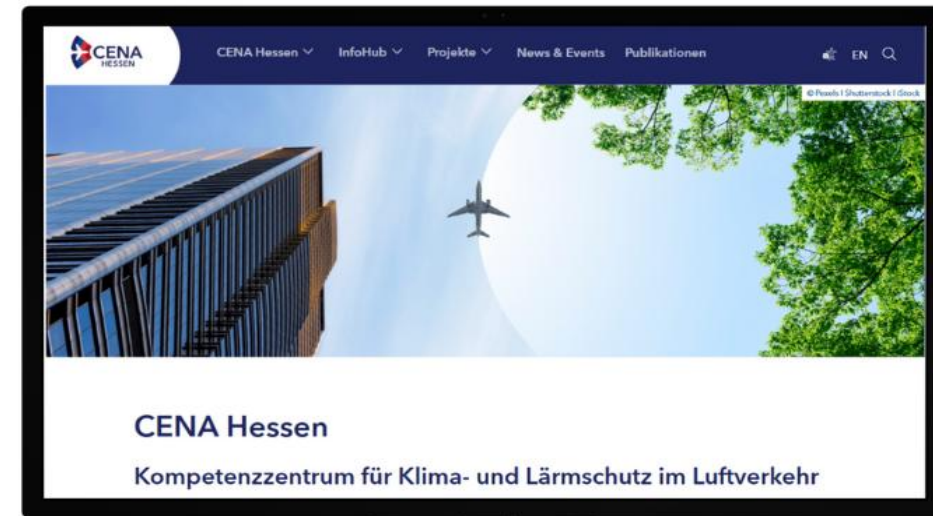 CENA
HESSEN
CENA Hessen
InfoHub
Projekte
News & Events
Publikationen
EN
© Pexels I Shutterstock I iStock
CENA Hessen
Kompetenzzentrum für Klima- und Lärmschutz im Luftverkehr